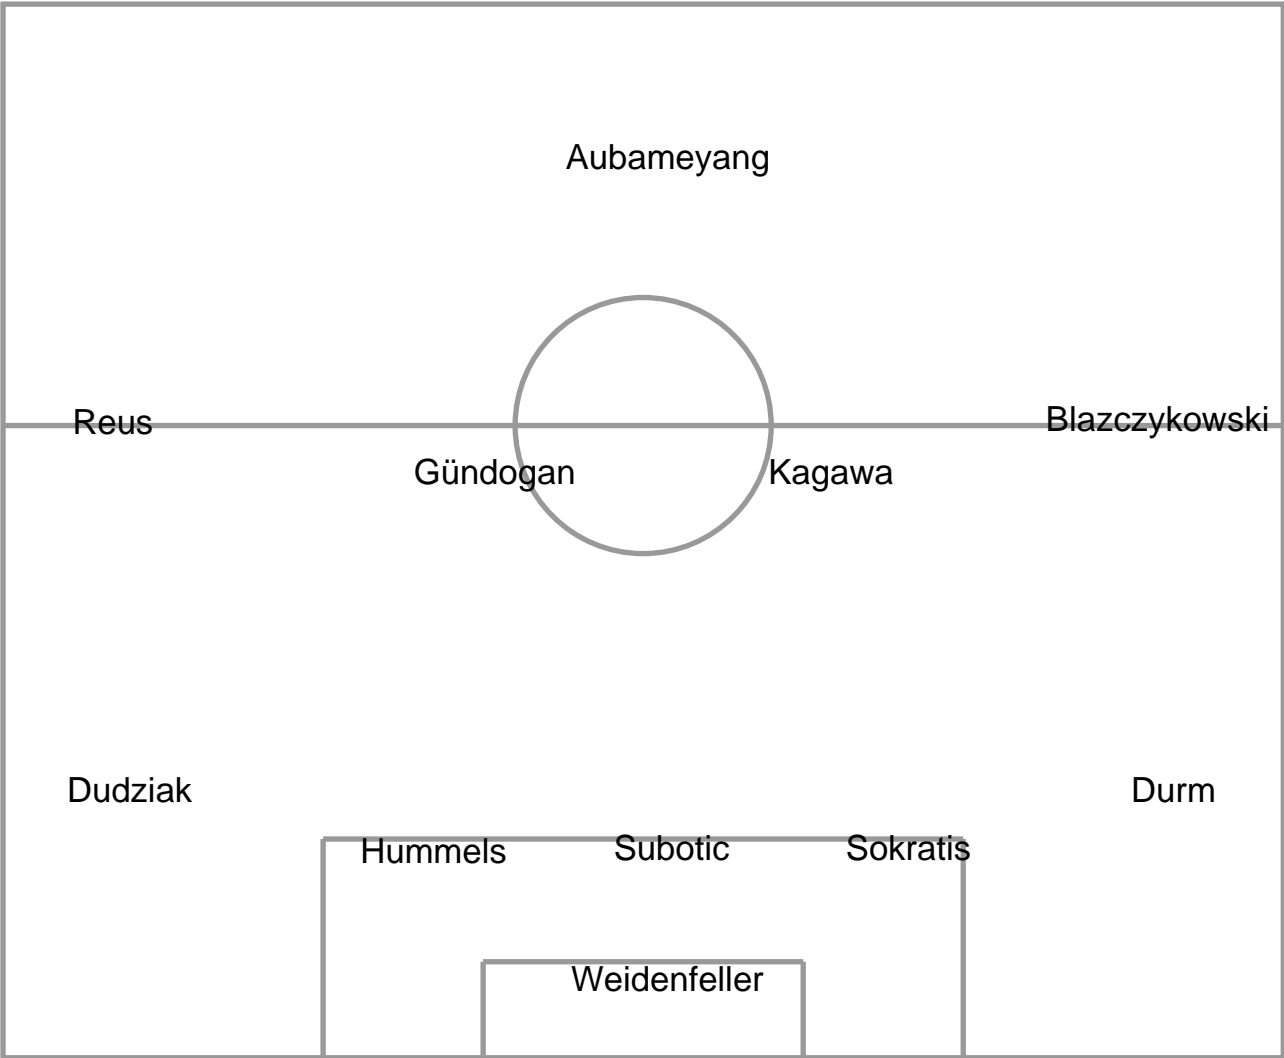 Aubameyang
Reus
Blazczykowski
Gündogan
Kagawa
Dudziak
Durm
Hummels
Subotic
Sokratis
Weidenfeller